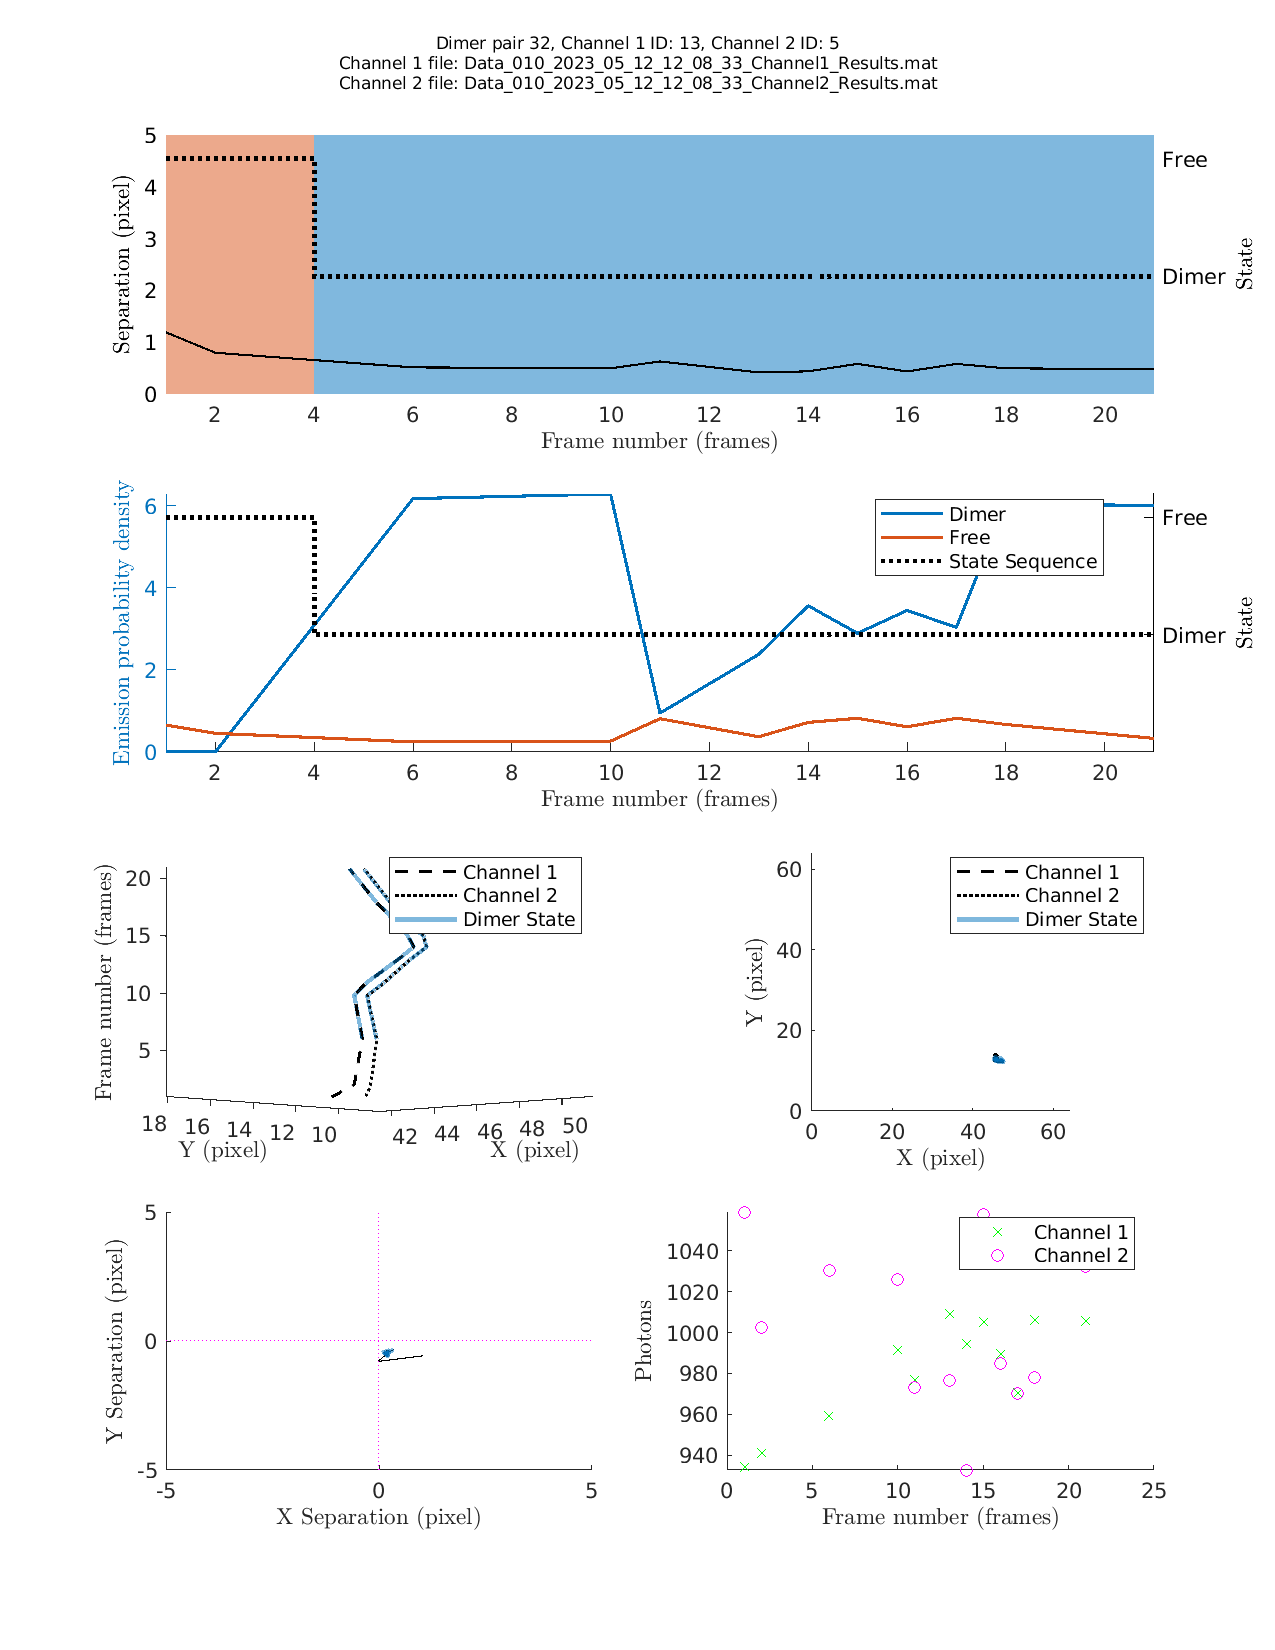 Dimer pair 32, Channel 1 ID: 13, Channel 2 ID: 5
Channel 1 file: Data_010_2023_05_12_12_08_33_Channel1_Results.mat
Channel 2 file: Data_010_2023_05_12_12_08_33_Channel2_Results.mat
5
4
3
2
1
0
Separation (pixel)
Free
Dimer
State
2 4 6 8 10 12 14 16 18 20
Frame number (frames)
6
4
2
0
Emission probability density
Dimer
Free
State Sequence
Free
Dimer
State
2 4 6 8 10 12 14 16 18 20
Frame number (frames)
20
15
10
5
Frame number (frames)
Channel 1
Channel 2
Dimer State
18 16 14 12 10
42 44 46 48 50
Y (pixel)
X (pixel)
60
40
20
0
Y (pixel)
Channel 1
Channel 2
Dimer State
0 20 40 60
X (pixel)
5
0
-5
Y Separation (pixel)
-5 0 5
X Separation (pixel)
1040
1020
1000
980
960
940
Photons
Channel 1
Channel 2
0 5 10 15 20 25
Frame number (frames)